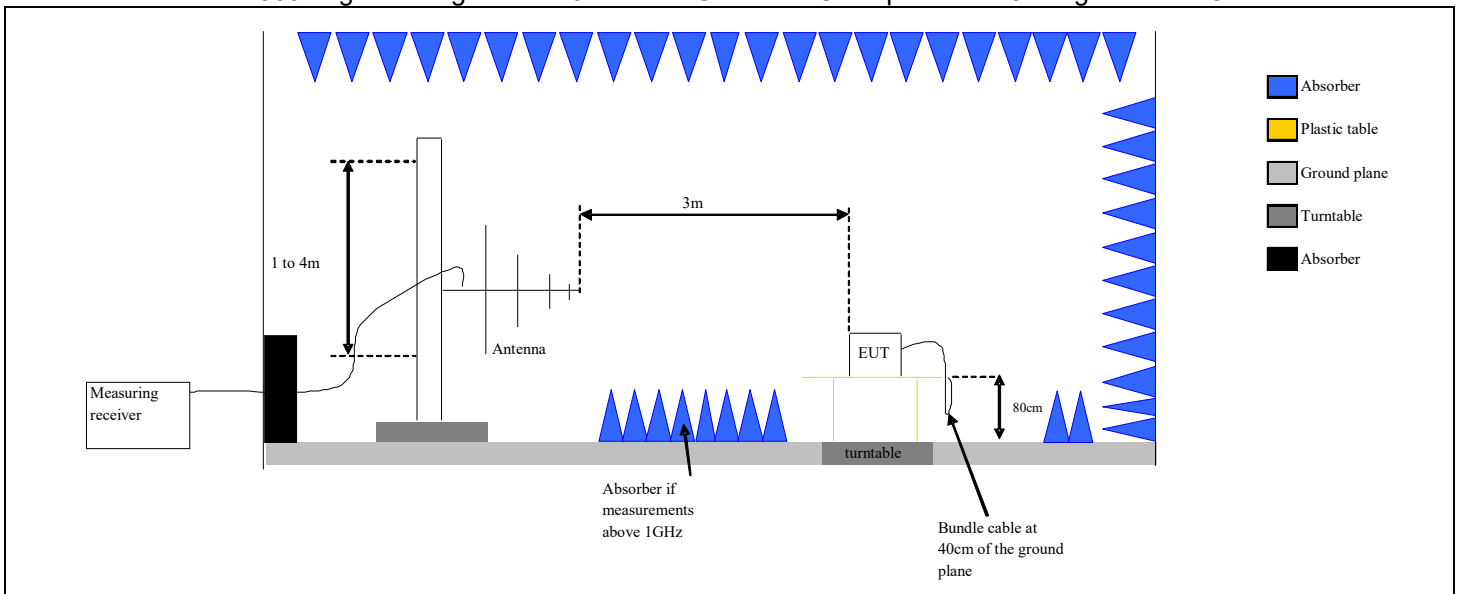 Absorber
Plastic table
Ground plane
Turntable
Absorber
3m
1 to 4m
Antenna
EUT
Measuring
receiver
80cm
turntable
Absorber if
measurements
above 1GHz
Bundle cable at
40cm of the ground
plane